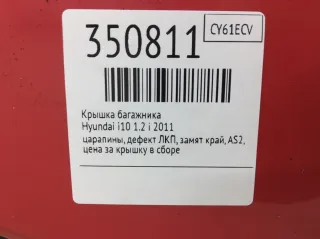 350811
CY61ECV
Крышка багажника
Hyundai i10 1.2 i 2011
царапины, дефект ЛКП, замят край, AS2,
цена за крышку в сборе